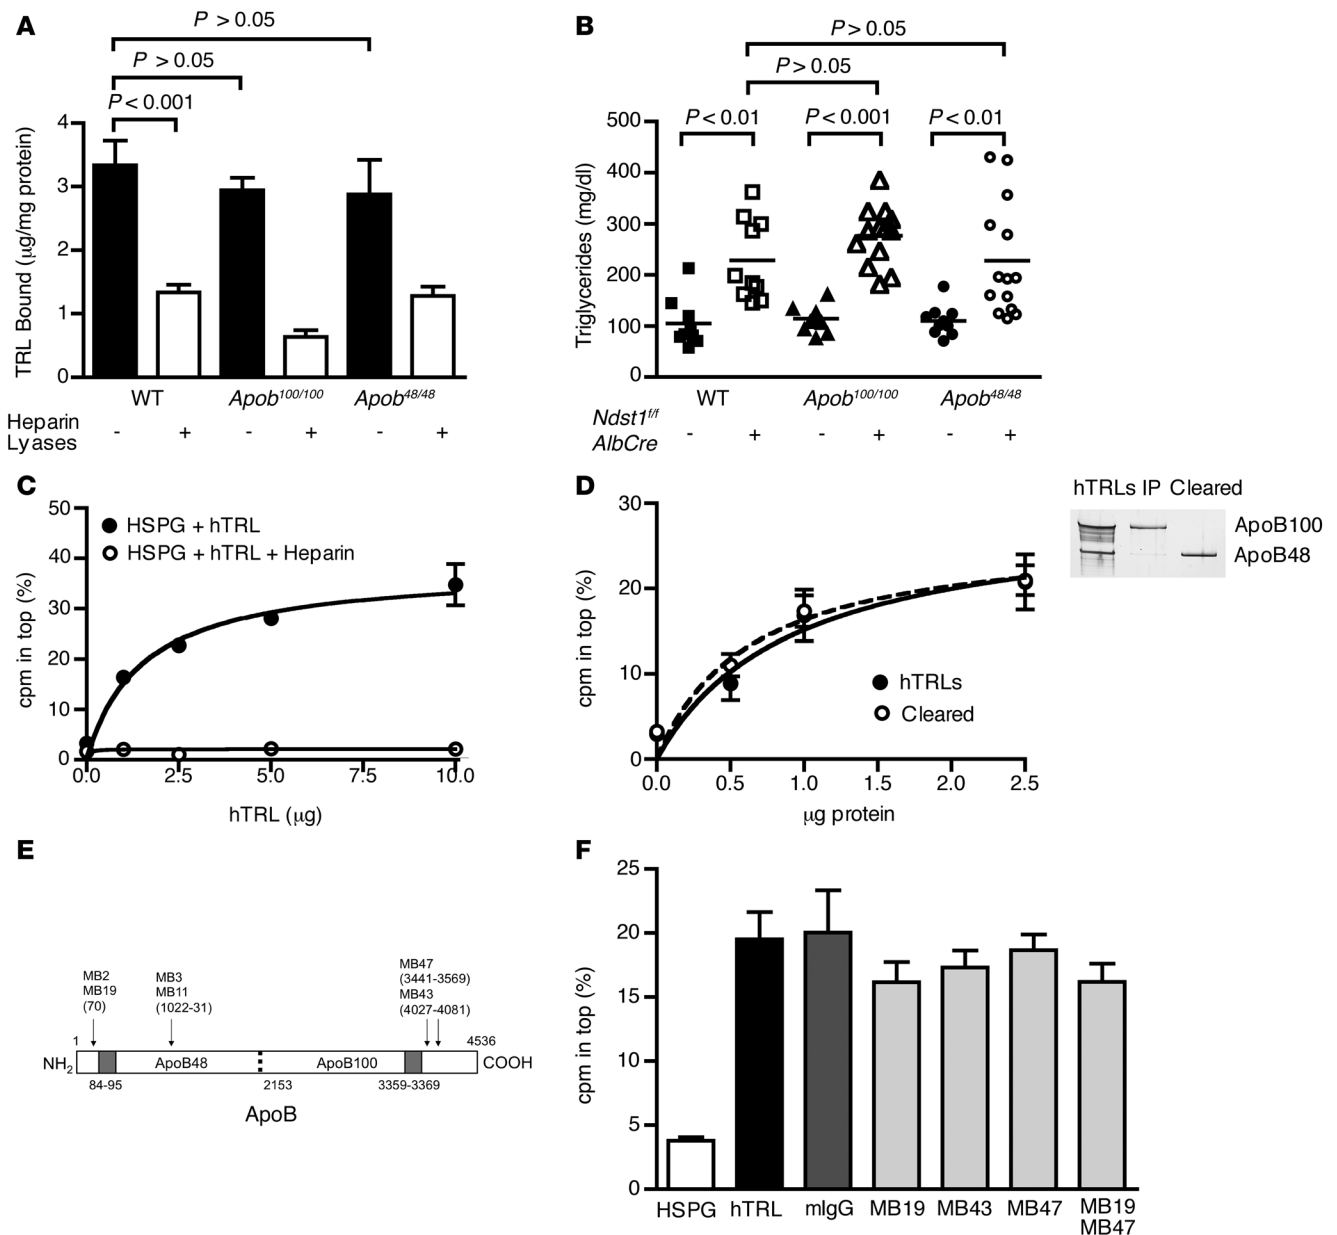 A
P > 0.05
P > 0.05
P < 0.001
TRL Bound (μg/mg protein)
4
3
2
1
0
WT
Apob100/100
Apob48/48
Heparin
Lyases
- + - + - +
B
P > 0.05
P > 0.05
P < 0.01
P < 0.001
P < 0.01
Triglycerides (mg/dl)
500
400
300
200
100
0
WT
Apob100/100
Apob48/48
Ndst1f/f
AlbCre
- + - + - +
C
HSPG + hTRL
HSPG + hTRL + Heparin
cpm in top (%)
50
40
30
20
10
0
0.0 2.5 5.0 7.5 10.0
hTRL (μg)
D
cpm in top (%)
30
20
10
0
hTRLs
Cleared
0.0 0.5 1.0 1.5 2.0 2.5
μg protein
hTRLs IP Cleared
ApoB100
ApoB48
E
MB2
MB19
(70)
MB3
MB11
(1022-31)
MB47
(3441-3569)
MB43
(4027-4081)
1
4536
NH2
ApoB48
ApoB100
COOH
84-95
2153
3359-3369
ApoB
F
cpm in top (%)
25
20
15
10
5
0
HSPG hTRL mIgG MB19 MB43 MB47 MB19
MB47